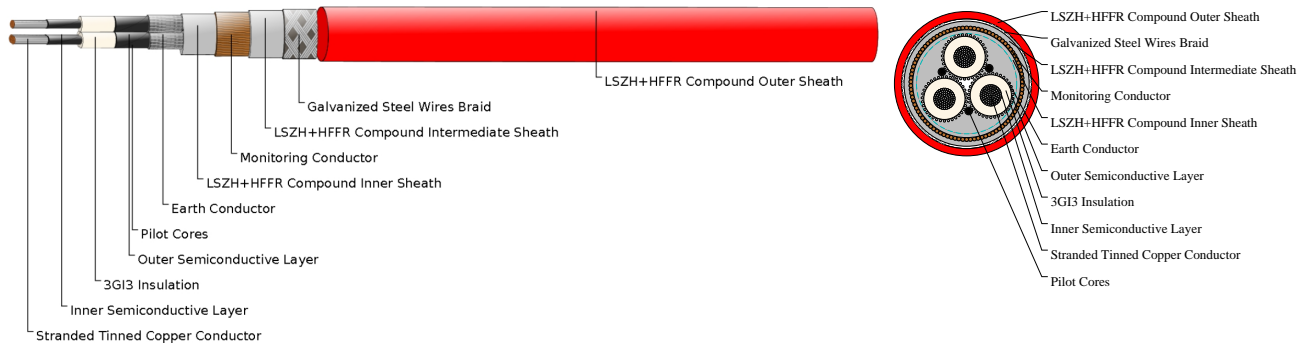 LSZH+HFFR Compound Outer Sheath
Galvanized Steel Wires Braid
LSZH+HFFR Compound Intermediate Sheath
Monitoring Conductor
LSZH+HFFR Compound Inner Sheath
Earth Conductor
Pilot Cores
Outer Semiconductive Layer
3GI3 Insulation
Inner Semiconductive Layer
Stranded Tinned Copper Conductor
LSZH+HFFR Compound Outer Sheath
Galvanized Steel Wires Braid
LSZH+HFFR Compound Intermediate Sheath
Monitoring Conductor
LSZH+HFFR Compound Inner Sheath
Earth Conductor
Outer Semiconductive Layer
3GI3 Insulation
Inner Semiconductive Layer
Stranded Tinned Copper Conductor
Pilot Cores